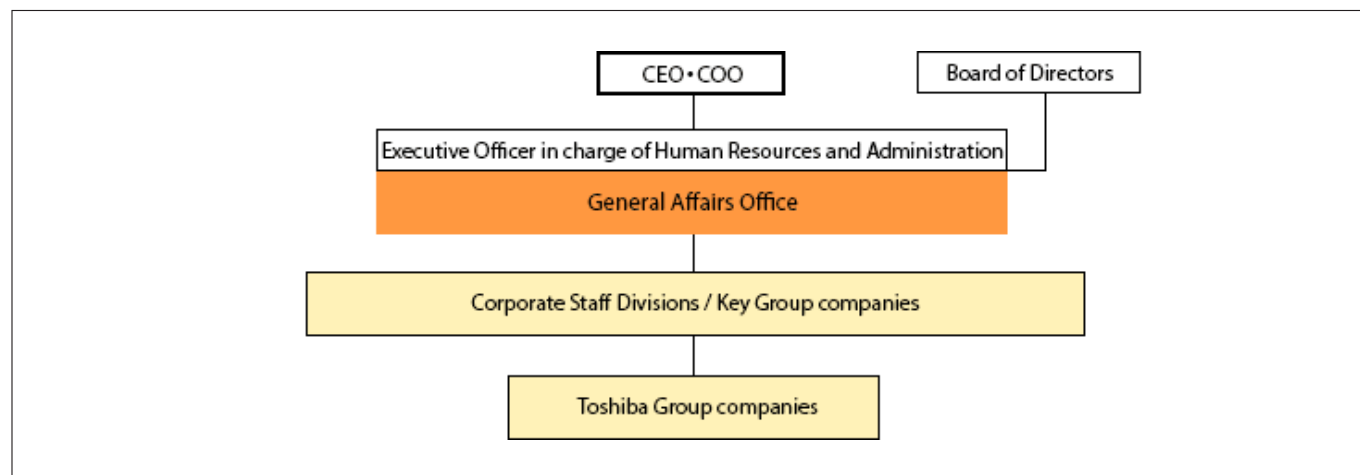 CEO・COO
Board of Directors
Executive Officer in charge of Human Resources and Administration
General Affairs Office
Corporate Staff Divisions / Key Group companies
Toshiba Group companies